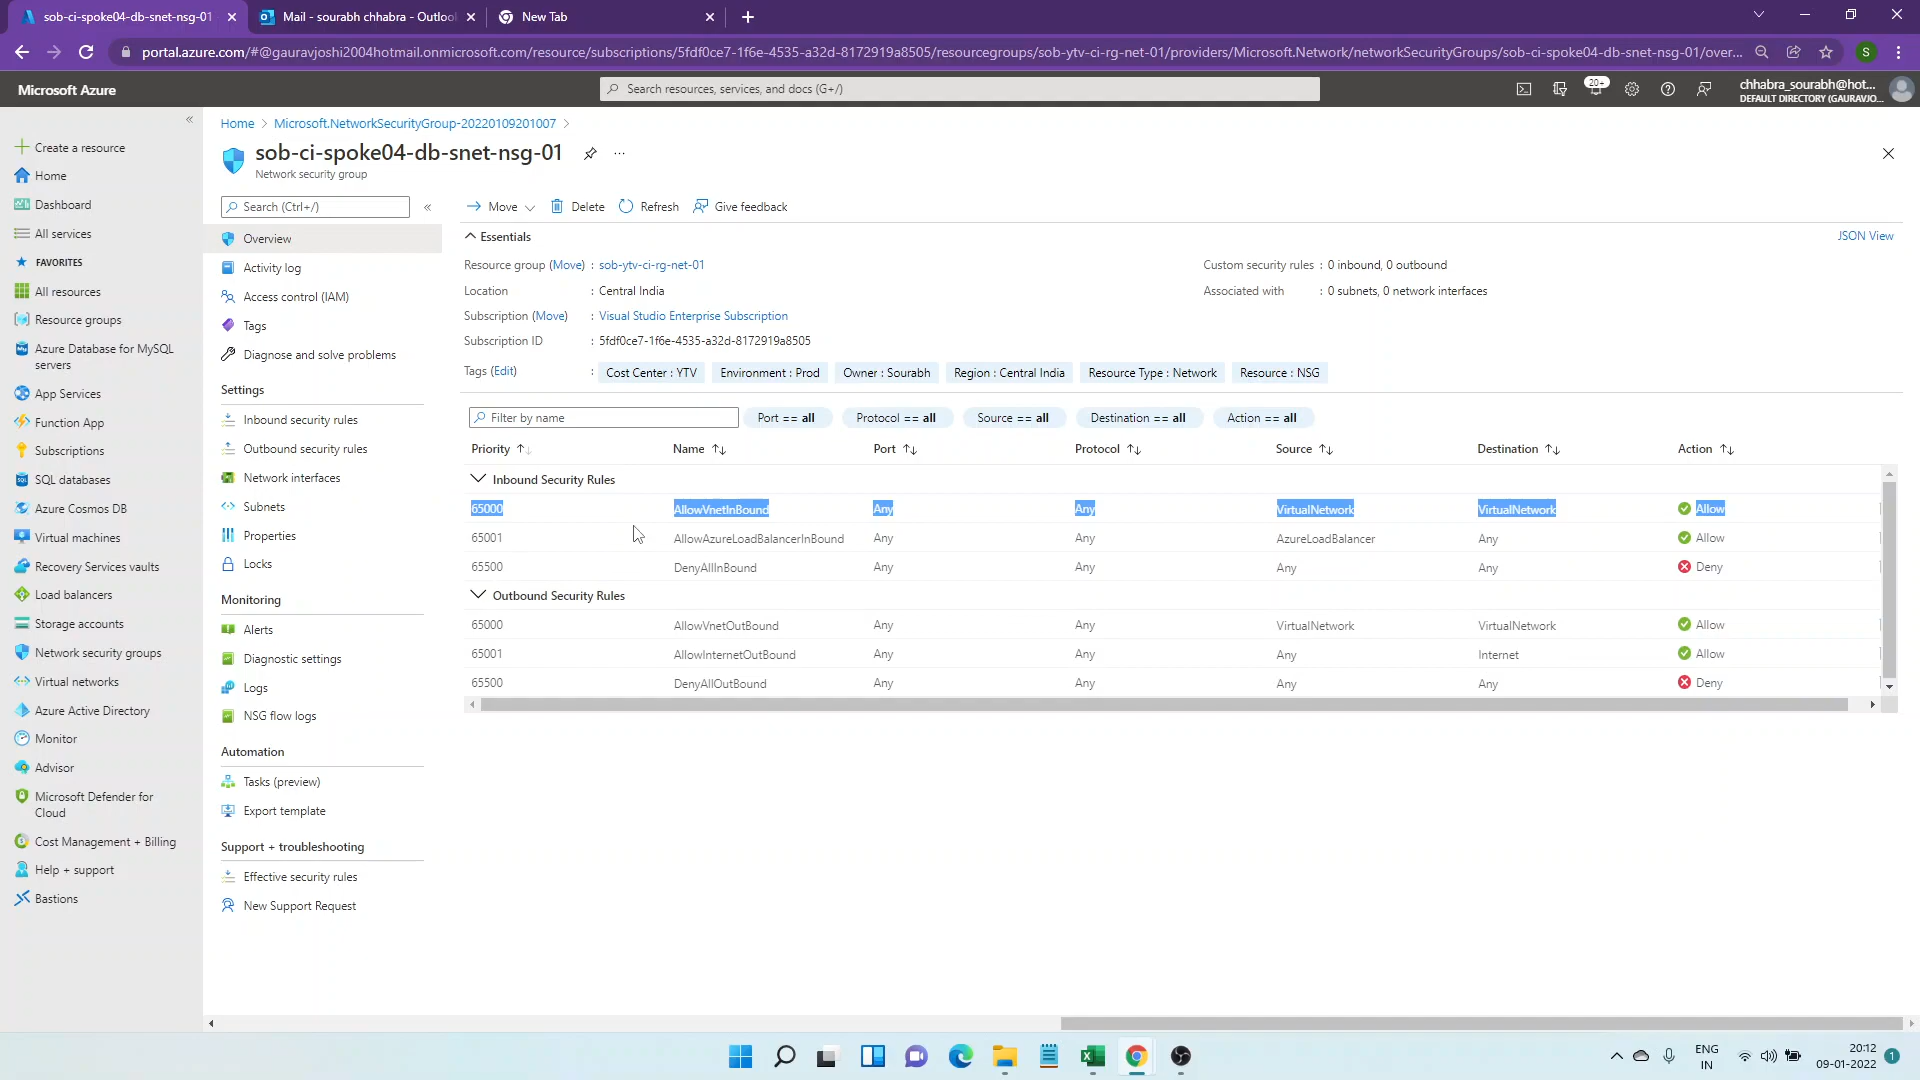 sob-ci-spoke04-db-snet-nsg-01
Mail - sourabh chhabra - Outlook
New Tab
portal.azure.com/#@gauravjoshi2004hotmail.onmicrosoft.com/resource/subscriptions/5fdf0ce7-1f6e-4535-a32d-8172919a8505/resourcegroups/sob-ytv-ci-rg-net-01/providers/Microsoft.Network/networkSecurityGroups/sob-ci-spoke04-db-snet-nsg-01/over...
S
Microsoft Azure
Search resources, services, and docs (G+/)
20+
chhabra_sourabh@hot...
DEFAULT DIRECTORY (GAURAVJO...
Create a resource
Home
Dashboard
All services
FAVORITES
All resources
Resource groups
Azure Database for MySQL
servers
App Services
Function App
Subscriptions
SQL databases
Azure Cosmos DB
Virtual machines
Recovery Services vaults
Load balancers
Storage accounts
Network security groups
Virtual networks
Azure Active Directory
Monitor
Advisor
Microsoft Defender for
Cloud
Cost Management + Billing
Help + support
Bastions
Home > Microsoft.NetworkSecurityGroup-20220109201007 >
sob-ci-spoke04-db-snet-nsg-01
Network security group
Search (Ctrl+/)
Overview
Activity log
Access control (IAM)
Tags
Diagnose and solve problems
Settings
Inbound security rules
Outbound security rules
Network interfaces
Subnets
Properties
Locks
Monitoring
Alerts
Diagnostic settings
Logs
NSG flow logs
Automation
Tasks (preview)
Export template
Support + troubleshooting
Effective security rules
New Support Request
Move Delete Refresh Give feedback
Essentials
JSON View
Resource group (Move) : sob-ytv-ci-rg-net-01
Location : Central India
Subscription (Move) : Visual Studio Enterprise Subscription
Subscription ID : 5fdf0ce7-1f6e-4535-a32d-8172919a8505
Custom security rules : 0 inbound, 0 outbound
Associated with : 0 subnets, 0 network interfaces
Tags (Edit) : Cost Center : YTV Environment : Prod Owner : Sourabh Region : Central India Resource Type : Network Resource : NSG
Filter by name Port == all Protocol == all Source == all Destination == all Action == all
Priority Name Port Protocol Source Destination Action
Inbound Security Rules
65000 AllowVnetInBound Any Any VirtualNetwork VirtualNetwork Allow
65001 AllowAzureLoadBalancerInBound Any Any AzureLoadBalancer Any Allow
65500 DenyAllInBound Any Any Any Any Deny
Outbound Security Rules
65000 AllowVnetOutBound Any Any VirtualNetwork VirtualNetwork Allow
65001 AllowInternetOutBound Any Any Any Internet Allow
65500 DenyAllOutBound Any Any Any Any Deny
ENG
IN
20:12
09-01-2022
1